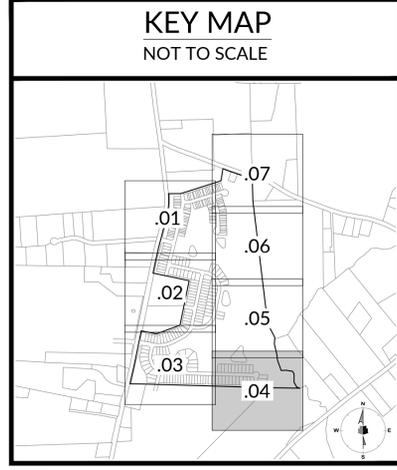 KEY MAP
NOT TO SCALE
.07
.01
.06
.02
.05
.03
.04
N
W
E
S